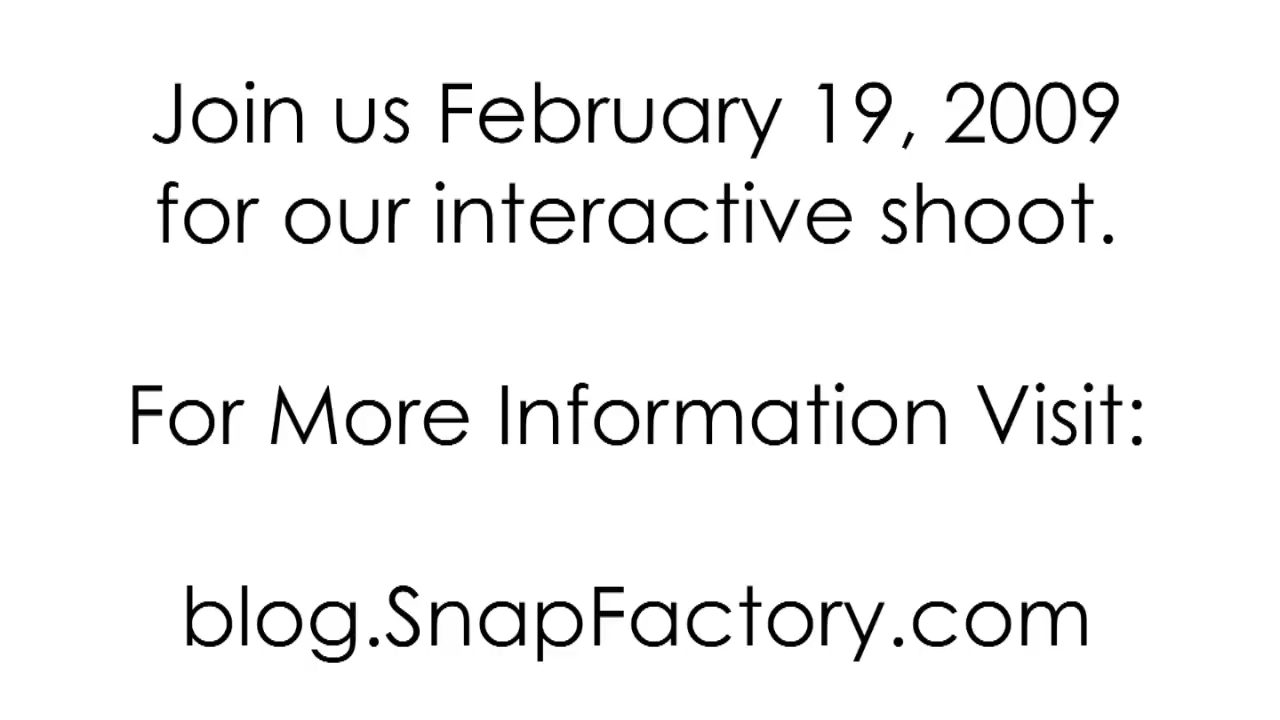 Join us February 19, 2009
for our interactive shoot.
For More Information Visit:
blog.SnapFactory.com